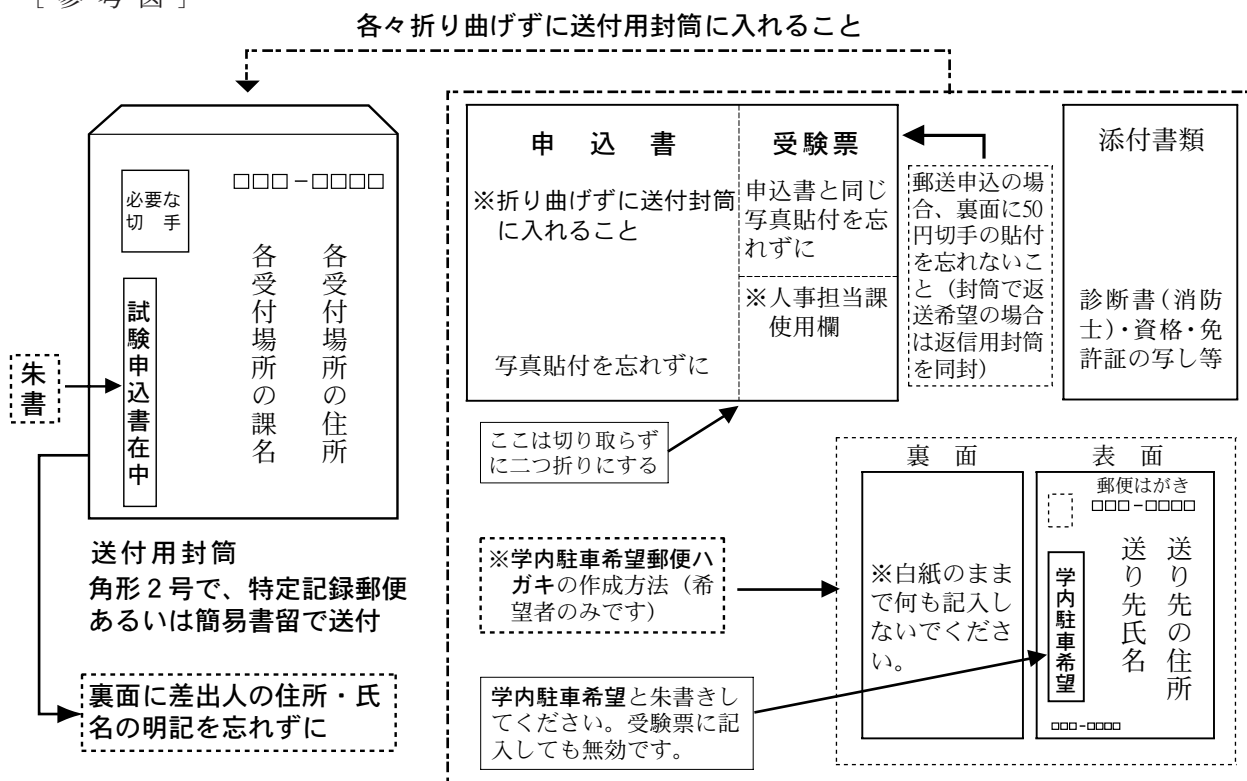 ［参考図］
各々折り曲げずに送付用封筒に入れること
必要な
切　手
□□□－□□□□
各受付場所の住所
各受付場所の課名
試験申込書在中
朱書
送付用封筒
角形２号で、特定記録郵便
あるいは簡易書留で送付
裏面に差出人の住所・氏
名の明記を忘れずに
申　込　書
※折り曲げずに送付封筒
に入れること
写真貼付を忘れずに
受験票
申込書と同じ
写真貼付を忘
れずに
※人事担当課
使用欄
郵送申込の場
合、裏面に50
円切手の貼付
を忘れないこ
と（封筒で返
送希望の場合
は返信用封筒
を同封）
添付書類
診断書（消防
士）・資格・免
許証の写し等
ここは切り取らず
に二つ折りにする
※学内駐車希望郵便ハ
ガキの作成方法（希
望者のみです）
学内駐車希望と朱書きし
てください。受験票に記
入しても無効です。
裏　面
※白紙のまま
で何も記入し
ないでくださ
い。
表　面
郵便はがき
□□□－□□□□
送り先の住所
送り先氏名
学内駐車希望
□□□－□□□□